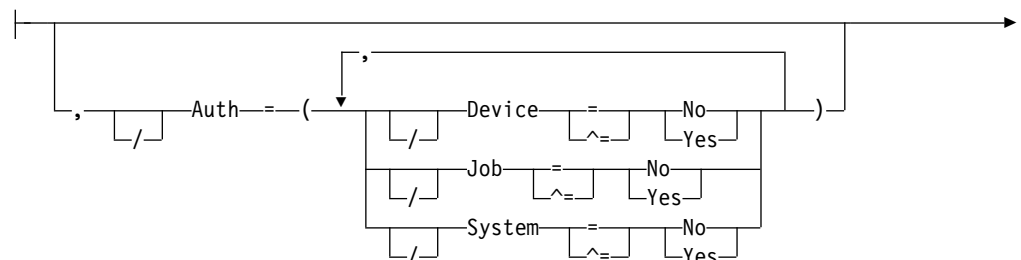 ,
, / Auth = ( / Device = ^= No Yes )
/ Job = ^= No Yes
/ System = ^= No Yes